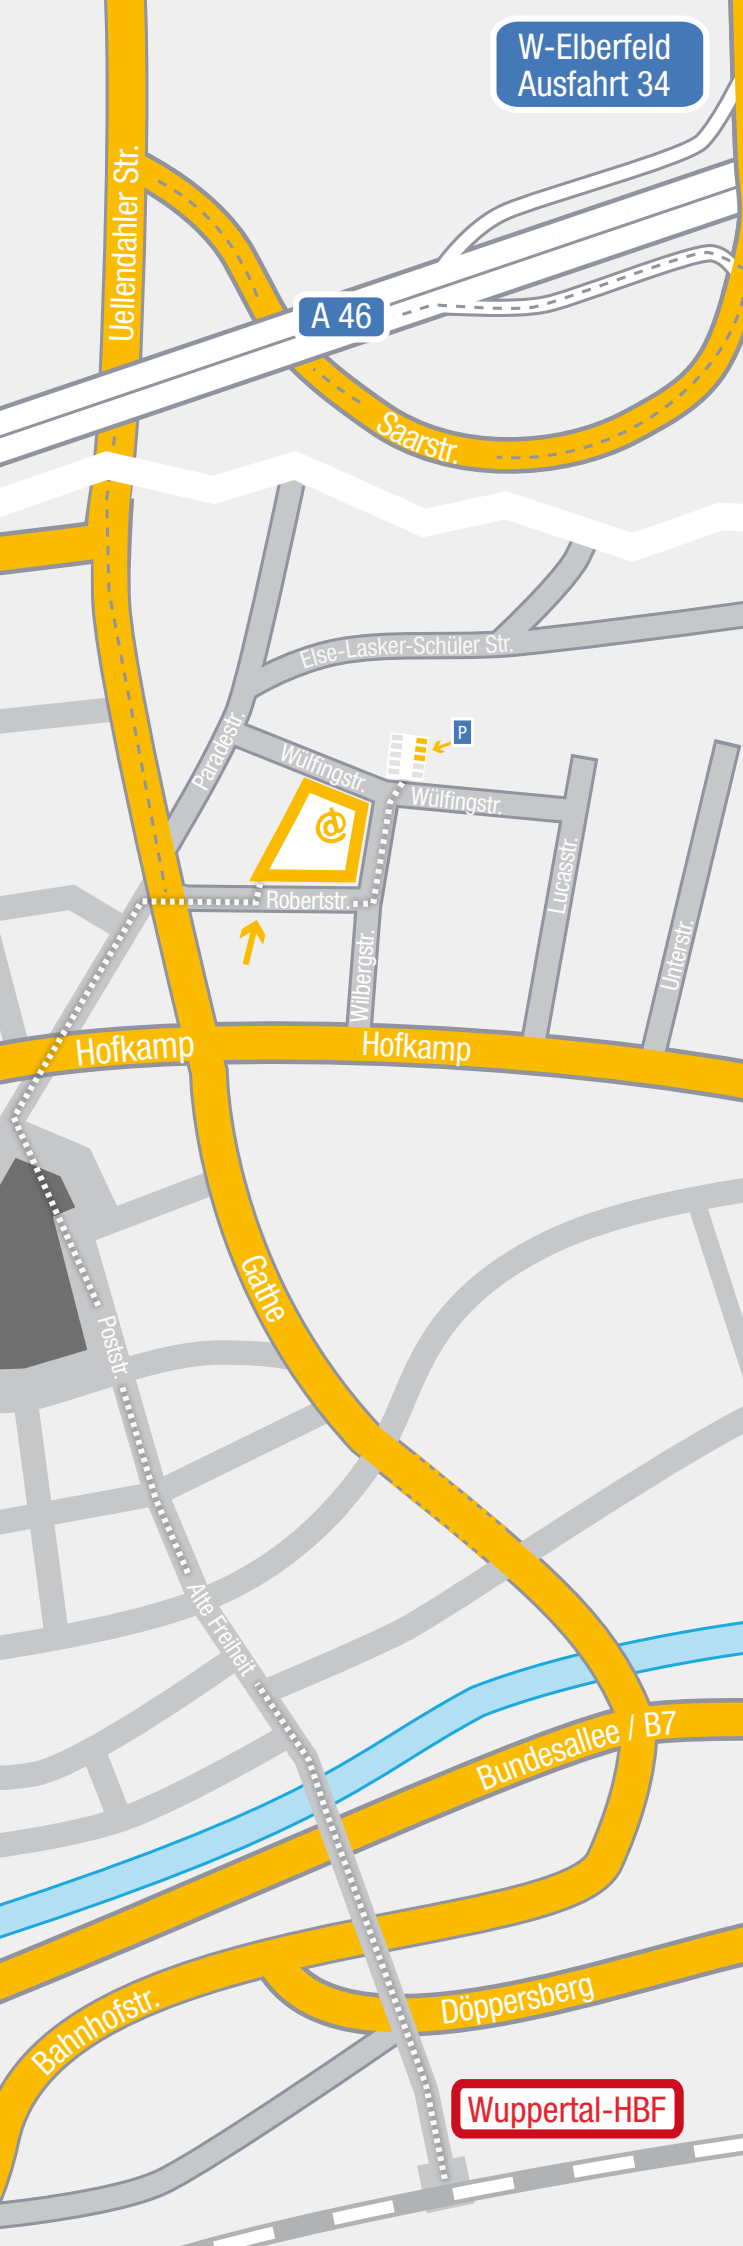 W-Elberfeld
Ausfahrt 34
Uellendahler Str.
A 46
Saarstr.
Else-Lasker-Schüler Str.
Paradestr.
P
Wülfingstr.
Wülfingstr.
@
Lucasstr.
Robertstr.
Unterstr.
Wilbergstr.
Hofkamp
Hofkamp
Gathe
Poststr.
Alte Freiheit
Bundesallee / B7
Bahnhofstr.
Döppersberg
Wuppertal-HBF